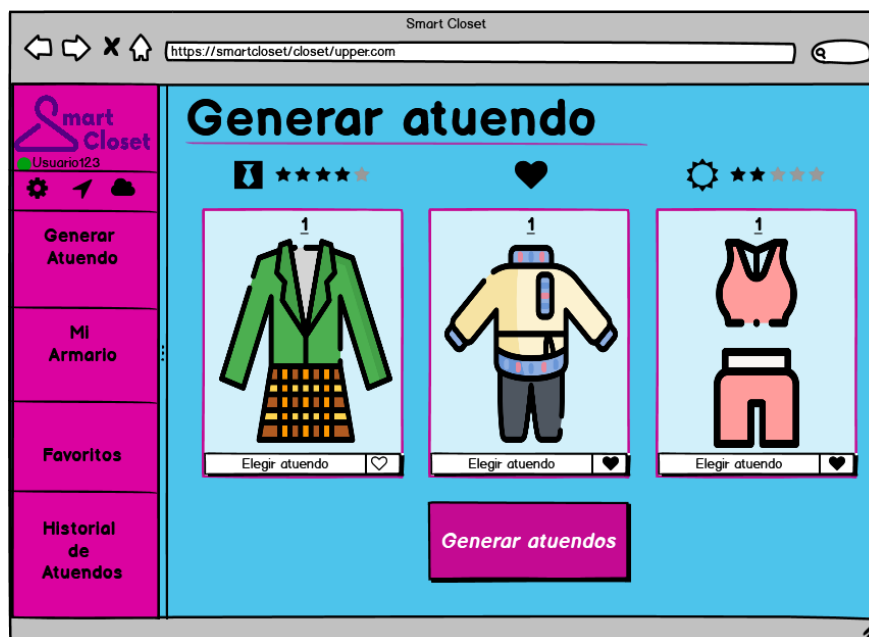 Smart Closet
https://smartcloset/closet/upper.com
Smart
Closet
Usuario123
Generar
Atuendo
Mi
Armario
Favoritos
Historial
de
Atuendos
Generar atuendo
1
1
1
Elegir atuendo
Elegir atuendo
Elegir atuendo
Generar atuendos